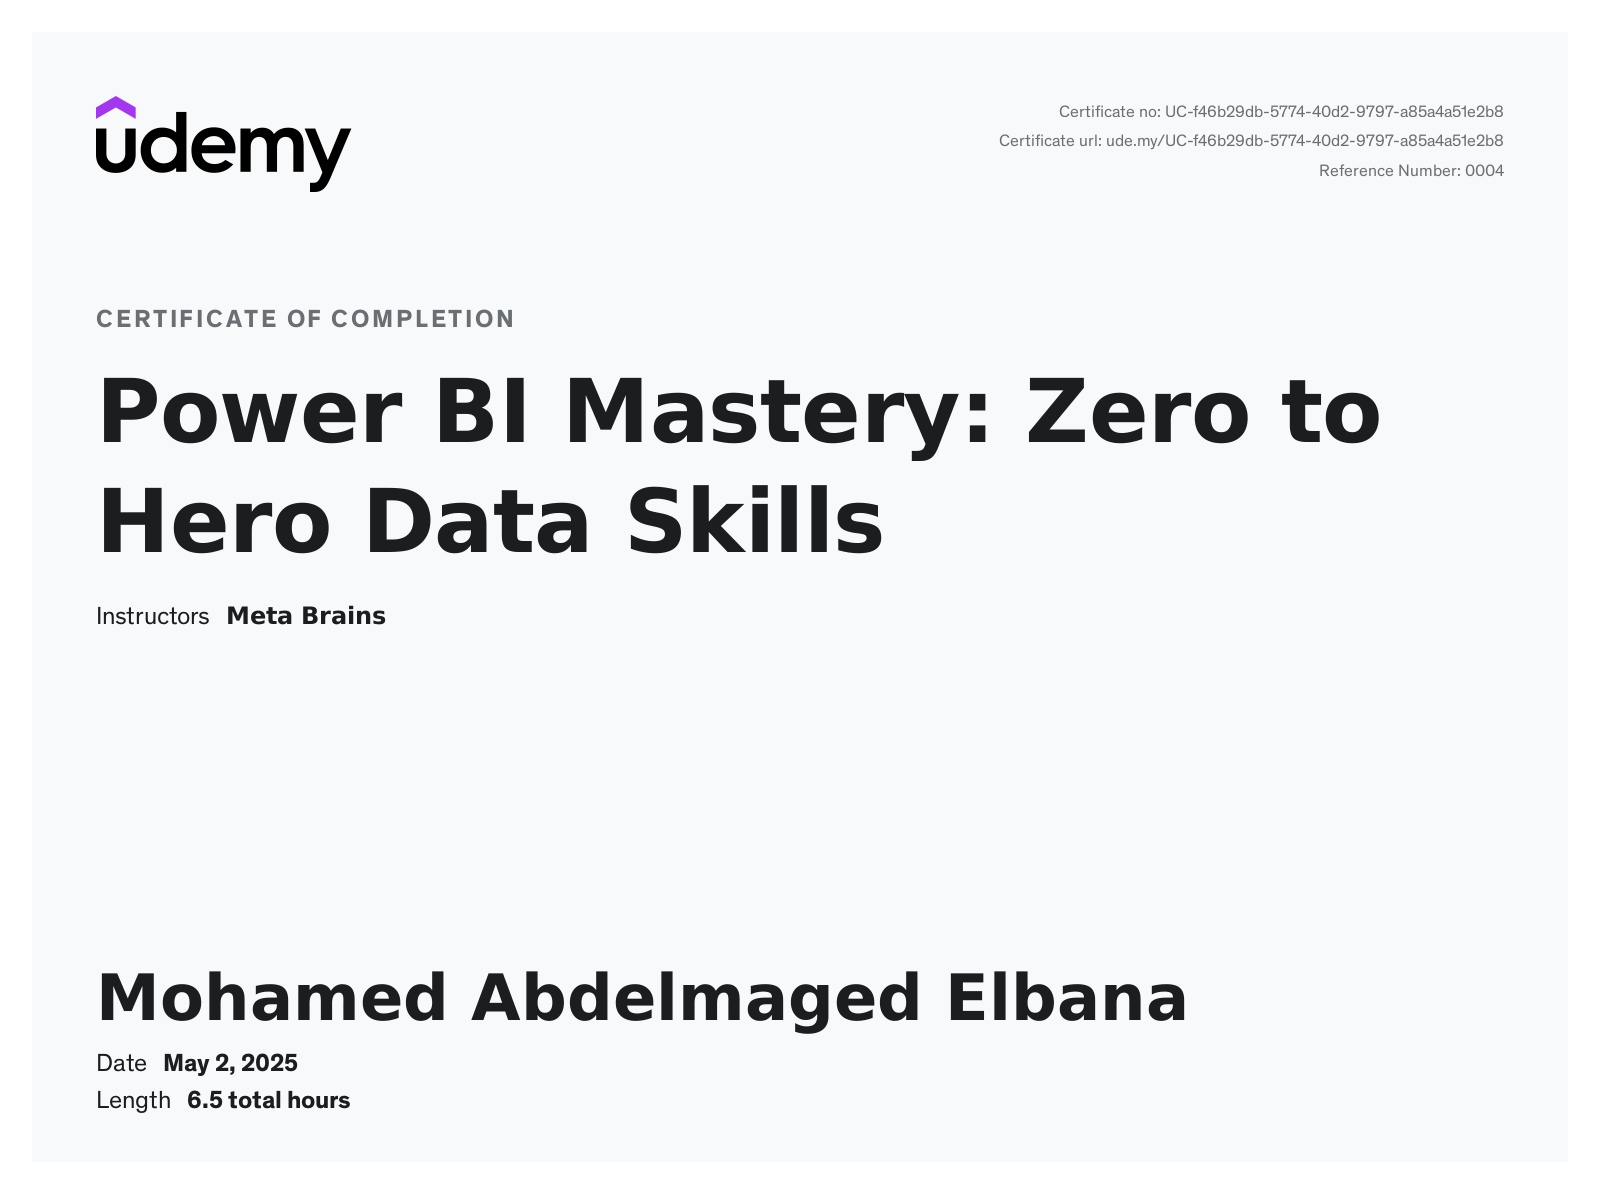 udemy
Certificate no: UC-f46b29db-5774-40d2-9797-a85a4a51e2b8
Certificate url: ude.my/UC-f46b29db-5774-40d2-9797-a85a4a51e2b8
Reference Number: 0004
CERTIFICATE OF COMPLETION
Power BI Mastery: Zero to
Hero Data Skills
Instructors Meta Brains
Mohamed Abdelmaged Elbana
Date May 2, 2025
Length 6.5 total hours